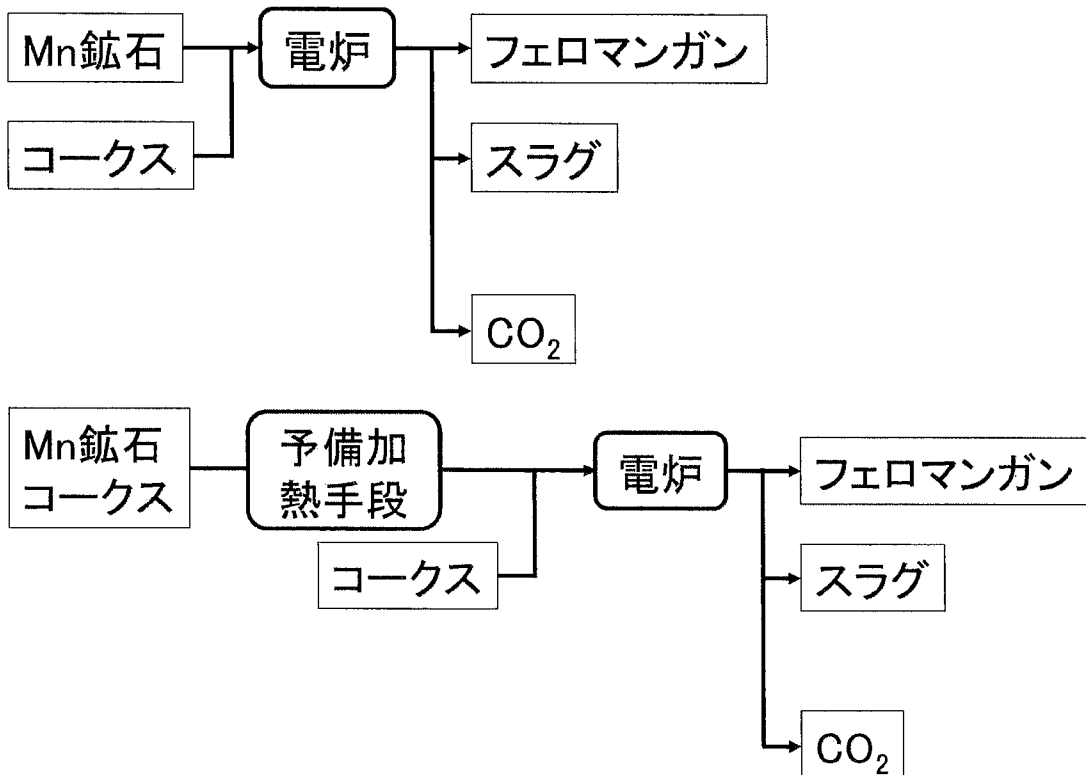 Mn鉱石
電炉
フェロマンガン
コークス
スラグ
CO₂
Mn鉱石
コークス
予備加
熱手段
電炉
フェロマンガン
コークス
スラグ
CO₂